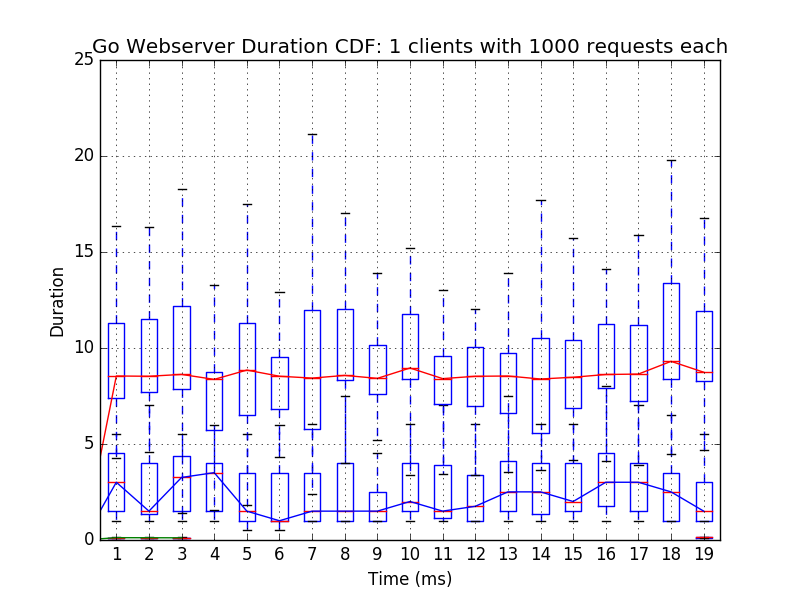 Go Webserver Duration CDF: 1 clients with 1000 requests each
25
20
15
10
5
0
Duration
1 2 3 4 5 6 7 8 9 10 11 12 13 14 15 16 17 18 19
Time (ms)